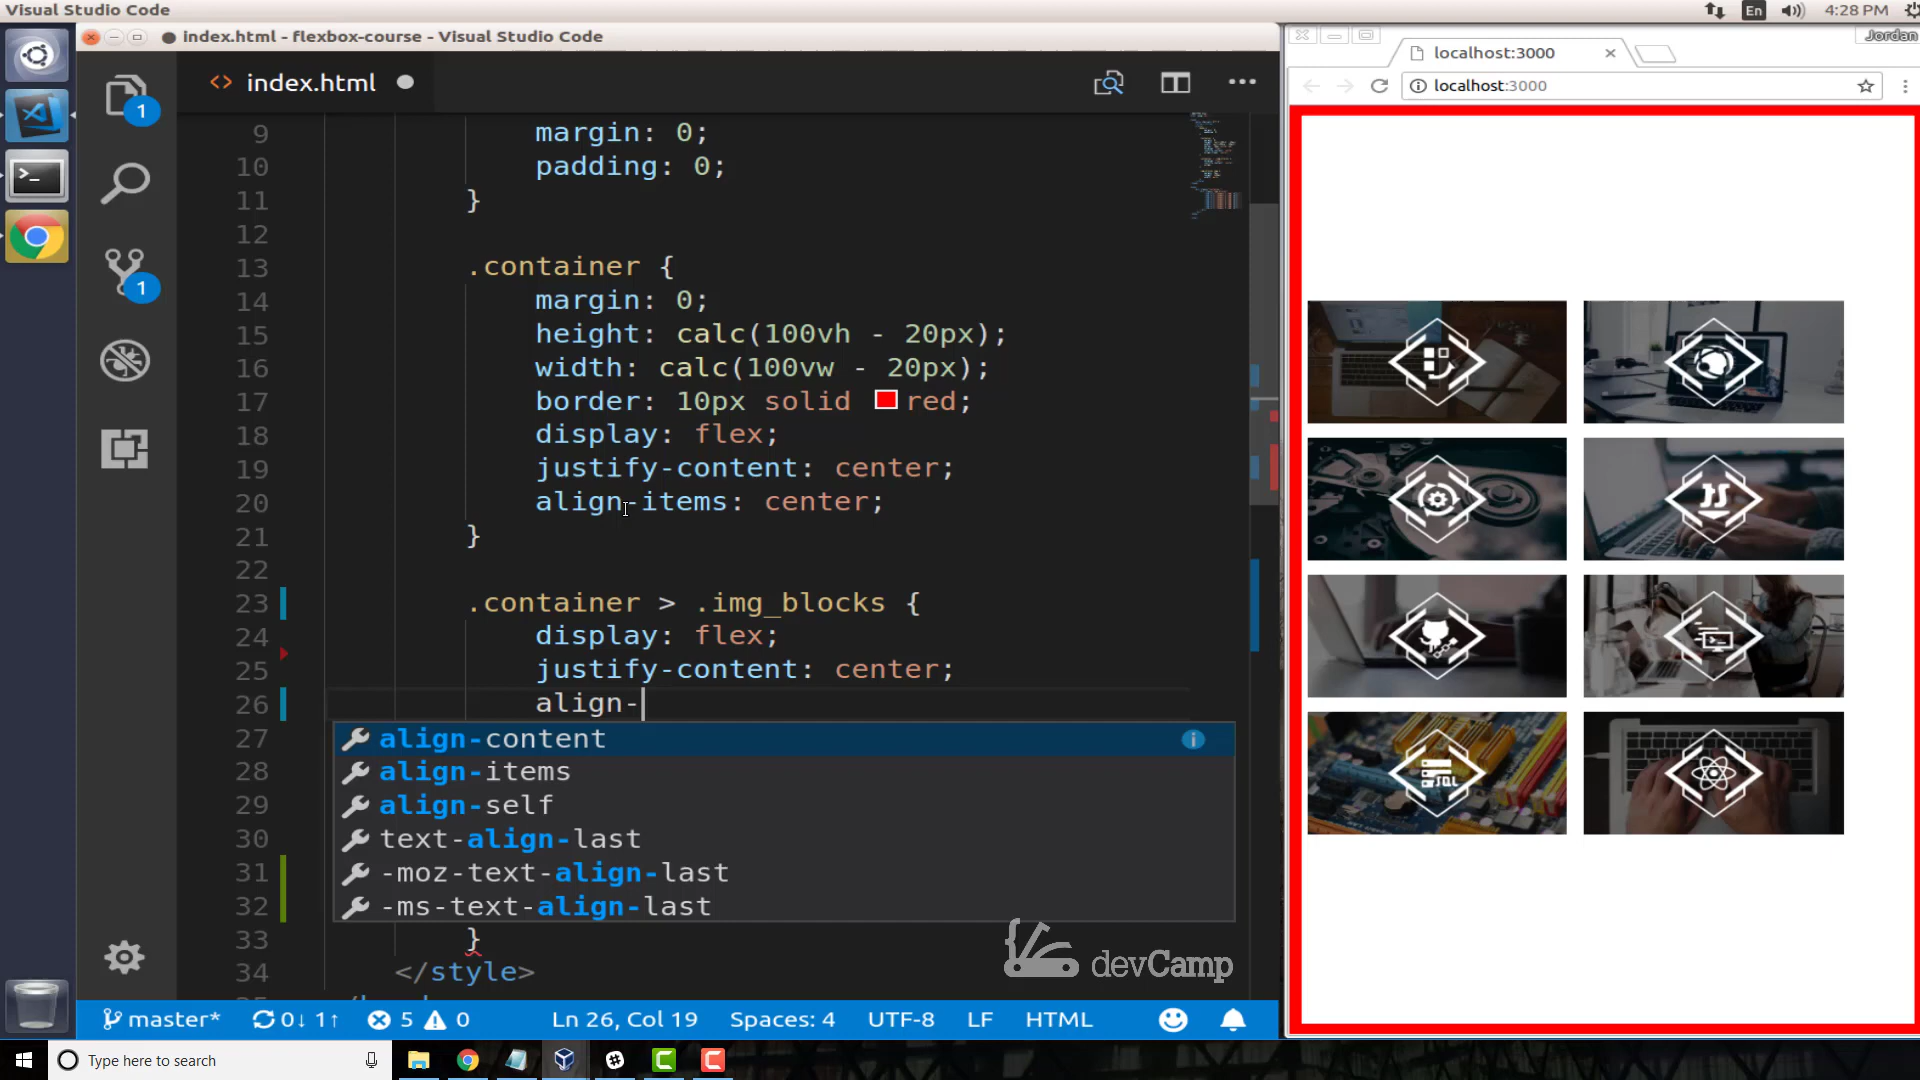 Visual Studio Code
En
4:28 PM
index.html - flexbox-course - Visual Studio Code
Jordan
localhost:3000
localhost:3000
1
1
<> index.html
9 margin: 0;
10 padding: 0;
11 }
12
13 .container {
14 margin: 0;
15 height: calc(100vh - 20px);
16 width: calc(100vw - 20px);
17 border: 10px solid red;
18 display: flex;
19 justify-content: center;
20 align-items: center;
21 }
22
23 .container > .img_blocks {
24 display: flex;
25 justify-content: center;
26 align-
27 align-content
28 align-items
29 align-self
30 text-align-last
31 -moz-text-align-last
32 -ms-text-align-last
33 }
34 </style>
JS
SQL
devCamp
master* 0↓ 1↑ 5 0 Ln 26, Col 19 Spaces: 4 UTF-8 LF HTML
Type here to search